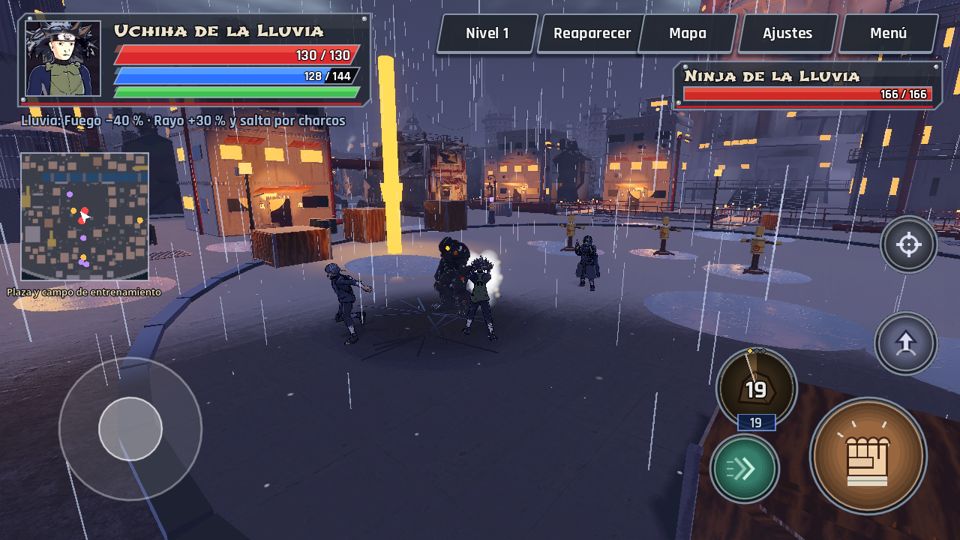 Uchiha de la Lluvia
130 / 130
128 / 144
Lluvia: Fuego −40 % · Rayo +30 % y salta por charcos
Plaza y campo de entrenamiento
Nivel 1
Reaparecer
Mapa
Ajustes
Menú
Ninja de la Lluvia
166 / 166
19
19